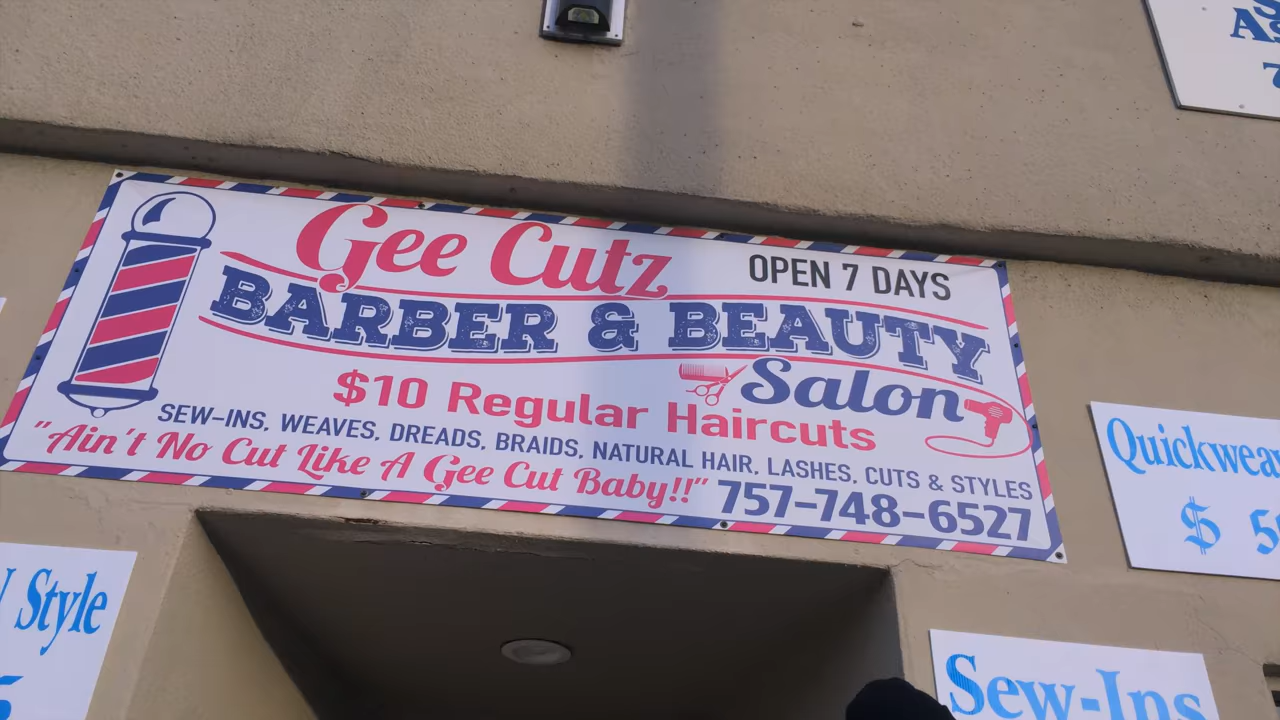 Gee Cutz
OPEN 7 DAYS
BARBER & BEAUTY
Salon
$10 Regular Haircuts
SEW-INS, WEAVES, DREADS, BRAIDS, NATURAL HAIR, LASHES, CUTS & STYLES
"Ain't No Cut Like A Gee Cut Baby!!"
757-748-6527
Style
Quickwea
$ 5
Sew-Ins